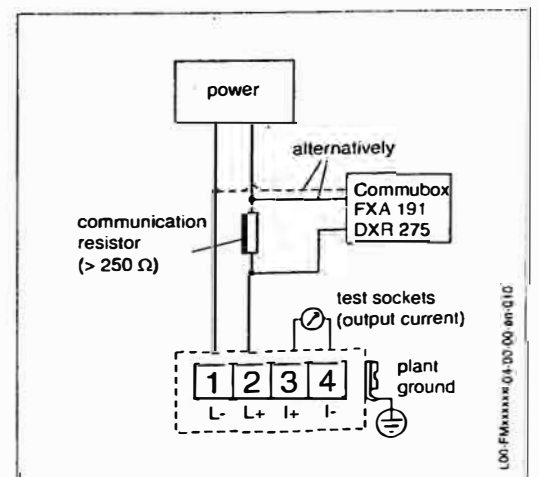 power
alternatively
Commubox
FXA 191
DXR 275
communication
resistor
(> 250 Ω)
test sockets
(output current)
1 2 3 4
L- L+ I+ I-
plant
ground
L00-FMxxxxxx-04-00-00-en-010